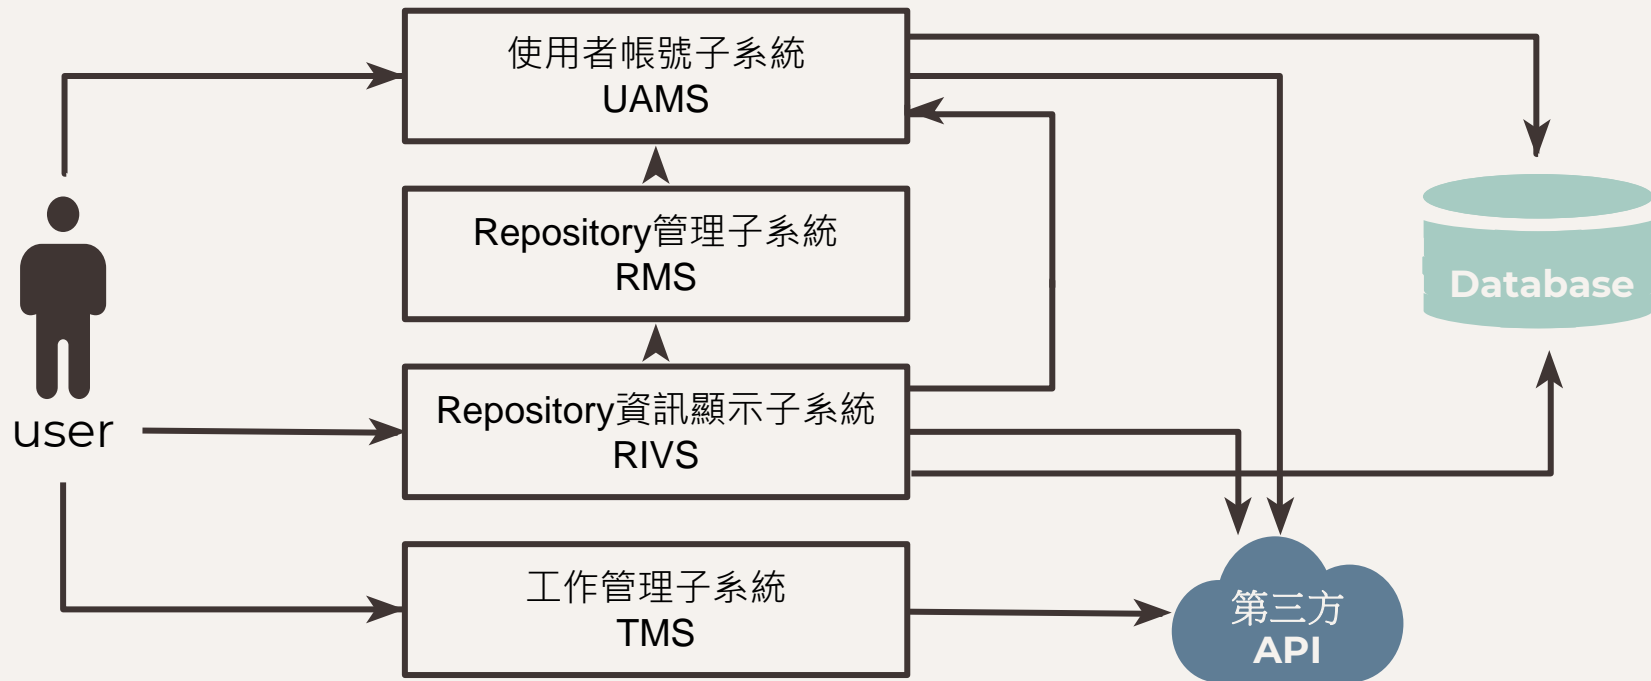 使用者帳號子系統
UAMS
Repository管理子系統
RMS
Database
Repository資訊顯示子系統
RIVS
user
工作管理子系統
TMS
第三方
API